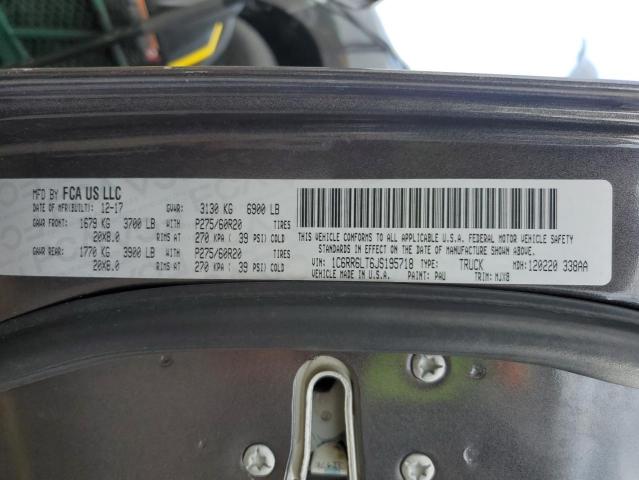 MFD BY FCA US LLC
DATE OF MFR(BUILT): 12-17 GVWR: 3130 KG 6900 LB
GAWR FRONT: 1679 KG 3700 LB WITH P275/60R20 TIRES
20X8.0 RIMS AT 270 KPA ( 39 PSI) COLD
GAWR REAR: 1770 KG 3900 LB WITH P275/60R20 TIRES
20X8.0 RIMS AT 270 KPA ( 39 PSI) COLD
THIS VEHICLE CONFORMS TO ALL APPLICABLE U.S.A. FEDERAL MOTOR VEHICLE SAFETY
STANDARDS IN EFFECT ON THE DATE OF MANUFACTURE SHOWN ABOVE.
VIN: 1C6RR6LT6JS195718 TYPE: TRUCK MDH: 120220 338AA
MADE IN U.S.A. PAINT: PAU TRIM: MJX8